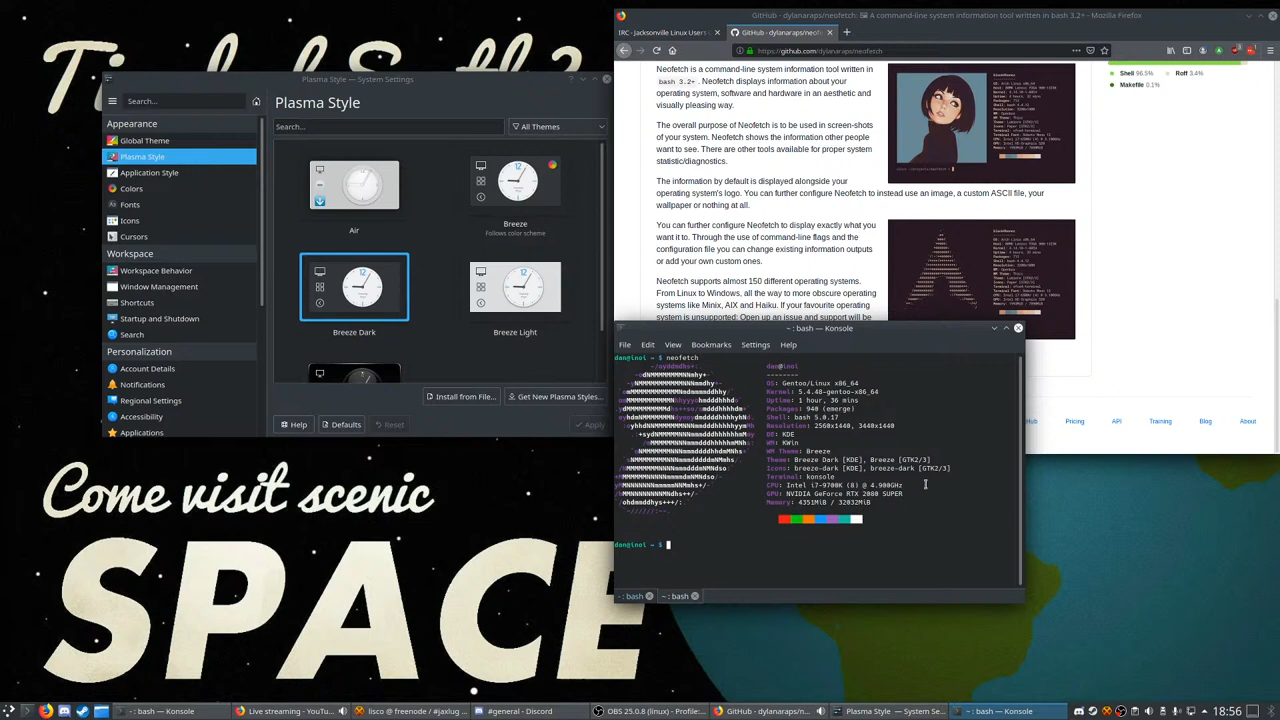 Come visit scenic
SPACE
Plasma Style — System Settings
Search...
Plasma Style
Appearance
Global Theme
Plasma Style
Application Style
Colors
Fonts
Icons
Cursors
Workspace
Workspace Behavior
Window Management
Shortcuts
Startup and Shutdown
Search
Personalization
Account Details
Notifications
Regional Settings
Accessibility
Applications
Search...
All Themes
Air
Breeze
Follows color scheme
Breeze Dark
Breeze Light
Install from File...
Get New Plasma Styles...
Help
Defaults
Reset
Apply
GitHub - dylanaraps/neofetch: 🖼️ A command-line system information tool written in bash 3.2+ - Mozilla Firefox
IRC - Jacksonville Linux Users
GitHub - dylanaraps/neof
https://github.com/dylanaraps/neofetch
Neofetch is a command-line system information tool written in
bash 3.2+ . Neofetch displays information about your
operating system, software and hardware in an aesthetic and
visually pleasing way.
The overall purpose of Neofetch is to be used in screen-shots
of your system. Neofetch shows the information other people
want to see. There are other tools available for proper system
statistic/diagnostics.
The information by default is displayed alongside your
operating system's logo. You can further configure Neofetch to instead use an image, a custom ASCII file, your
wallpaper or nothing at all.
You can further configure Neofetch to display exactly what you
want it to. Through the use of command-line flags and the
configuration file you can change existing information outputs
or add your own custom ones.
Neofetch supports almost 150 different operating systems.
From Linux to Windows, all the way to more obscure operating
systems like Minix, AIX and Haiku. If your favourite operating
system is unsupported: Open up an issue and support will be
Shell 96.5%
Roff 3.4%
Makefile 0.1%
Hub
Pricing
API
Training
Blog
About
~ : bash — Konsole
File Edit View Bookmarks Settings Help
dan@inoi ~ $ neofetch
dan@inoi
--------
OS: Gentoo/Linux x86_64
Kernel: 5.4.48-gentoo-x86_64
Uptime: 1 hour, 36 mins
Packages: 940 (emerge)
Shell: bash 5.0.17
Resolution: 2560x1440, 3440x1440
DE: KDE
WM: KWin
WM Theme: Breeze
Theme: Breeze Dark [KDE], Breeze [GTK2/3]
Icons: breeze-dark [KDE], breeze-dark [GTK2/3]
Terminal: konsole
CPU: Intel i7-9700K (8) @ 4.900GHz
GPU: NVIDIA GeForce RTX 2080 SUPER
Memory: 4351MiB / 32032MiB
dan@inoi ~ $
~ : bash
~ : bash
~ : bash — Konsole
Live streaming - YouTu...
lisco @ freenode / #jaxlug ...
#general - Discord
OBS 25.0.8 (linux) - Profile:...
GitHub - dylanaraps/n...
Plasma Style — System Se...
~ : bash — Konsole
18:56